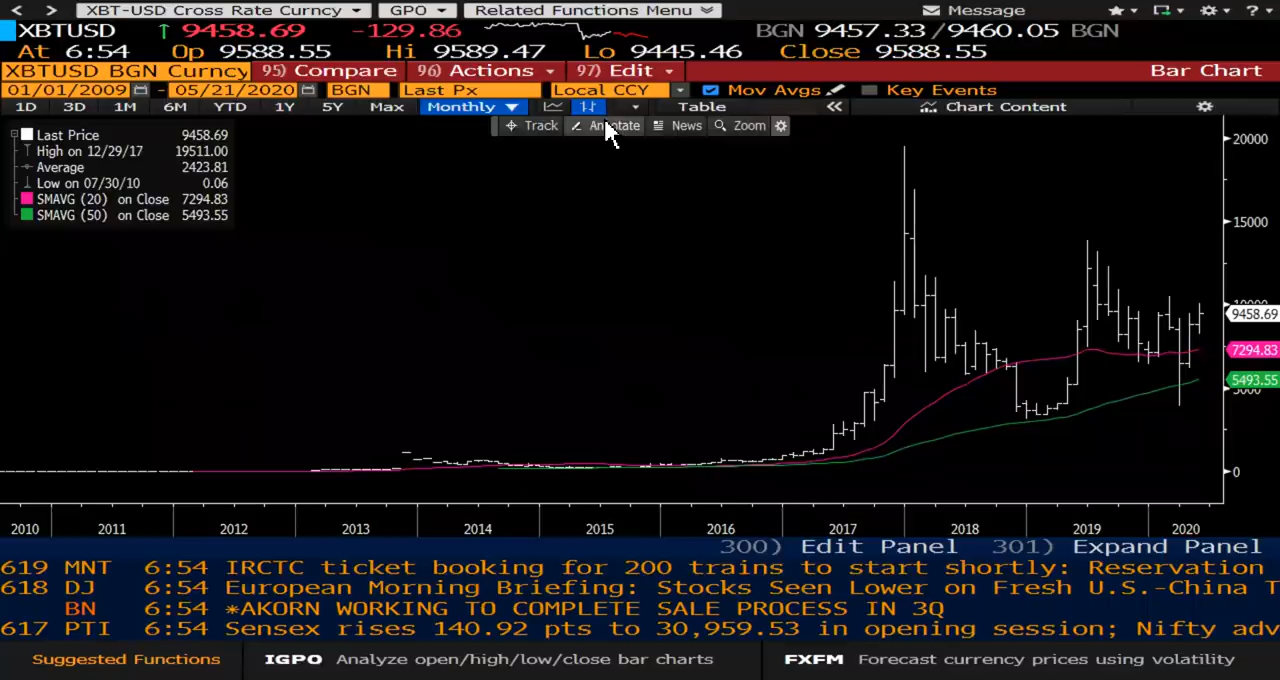 < > XBT-USD Cross Rate Curncy GPO Related Functions Menu Message
XBTUSD ↑ 9458.69 -129.86 BGN 9457.33/9460.05 BGN
At 6:54 Op 9588.55 Hi 9589.47 Lo 9445.46 Close 9588.55
XBTUSD BGN Curncy 95) Compare 96) Actions 97) Edit Bar Chart
01/01/2009 - 05/21/2020 BGN Last Px Local CCY Mov Avgs Key Events
1D 3D 1M 6M YTD 1Y 5Y Max Monthly Table Chart Content
Track Annotate News Zoom
Last Price 9458.69
High on 12/29/17 19511.00
Average 2423.81
Low on 07/30/10 0.06
SMAVG (20) on Close 7294.83
SMAVG (50) on Close 5493.55
20000
15000
10000
9458.69
7294.83
5493.55
5000
0
2010 2011 2012 2013 2014 2015 2016 2017 2018 2019 2020
300) Edit Panel 301) Expand Panel
619 MNT 6:54 IRCTC ticket booking for 200 trains to start shortly: Reservation
618 DJ 6:54 European Morning Briefing: Stocks Seen Lower on Fresh U.S.-China T
BN 6:54 *AKORN WORKING TO COMPLETE SALE PROCESS IN 3Q
617 PTI 6:54 Sensex rises 140.92 pts to 30,959.53 in opening session; Nifty adv
Suggested Functions IGPO Analyze open/high/low/close bar charts FXFM Forecast currency prices using volatility